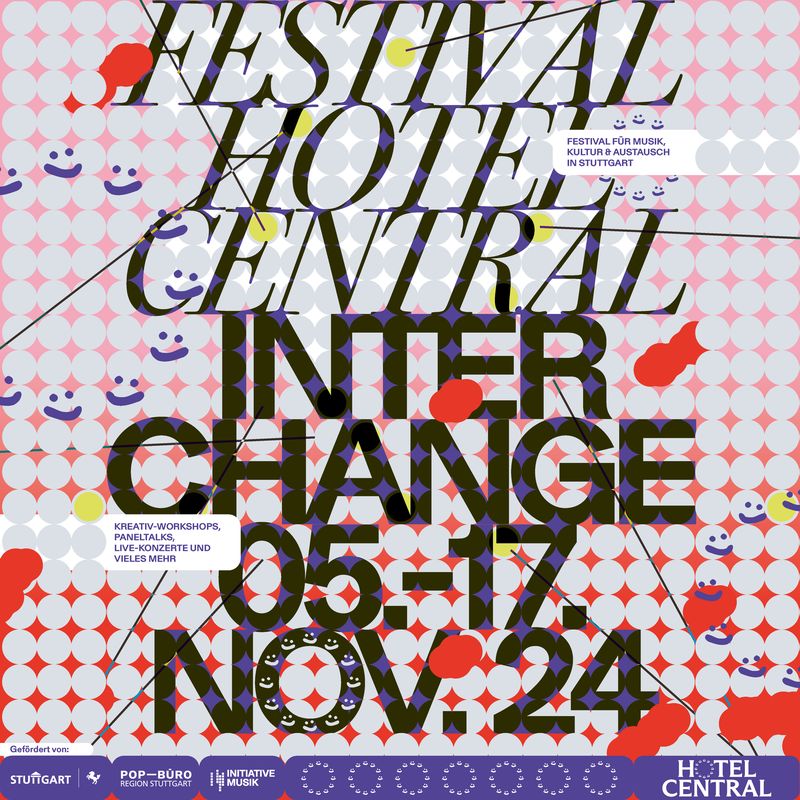 FESTIVAL
HOTEL
CENTRAL
FESTIVAL FÜR MUSIK,
KULTUR & AUSTAUSCH
IN STUTTGART
INTER
CHANGE
05.–17.
NOV. 24
KREATIV-WORKSHOPS,
PANELTALKS,
LIVE-KONZERTE UND
VIELES MEHR
Gefördert von:
STUTTGART
POP—BÜRO
REGION STUTTGART
INITIATIVE
MUSIK
HOTEL
CENTRAL